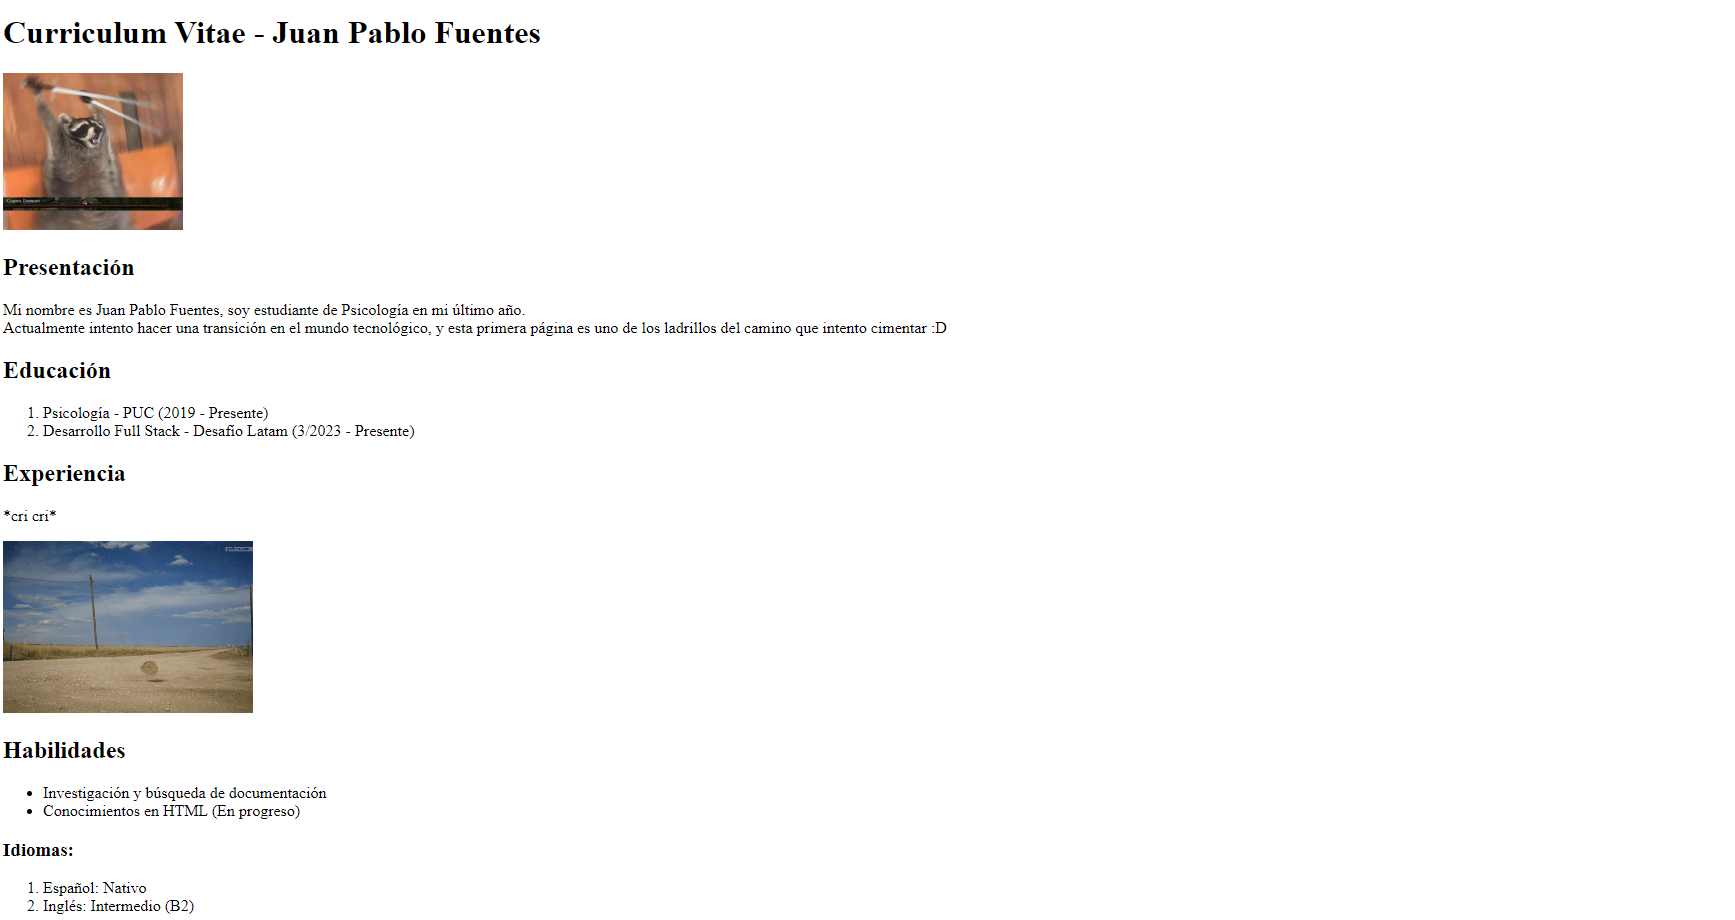 Curriculum Vitae - Juan Pablo Fuentes
Presentación
Mi nombre es Juan Pablo Fuentes, soy estudiante de Psicología en mi último año.
Actualmente intento hacer una transición en el mundo tecnológico, y esta primera página es uno de los ladrillos del camino que intento cimentar :D
Educación
1. Psicología - PUC (2019 - Presente)
2. Desarrollo Full Stack - Desafío Latam (3/2023 - Presente)
Experiencia
*cri cri*
Habilidades
• Investigación y búsqueda de documentación
• Conocimientos en HTML (En progreso)
Idiomas:
1. Español: Nativo
2. Inglés: Intermedio (B2)